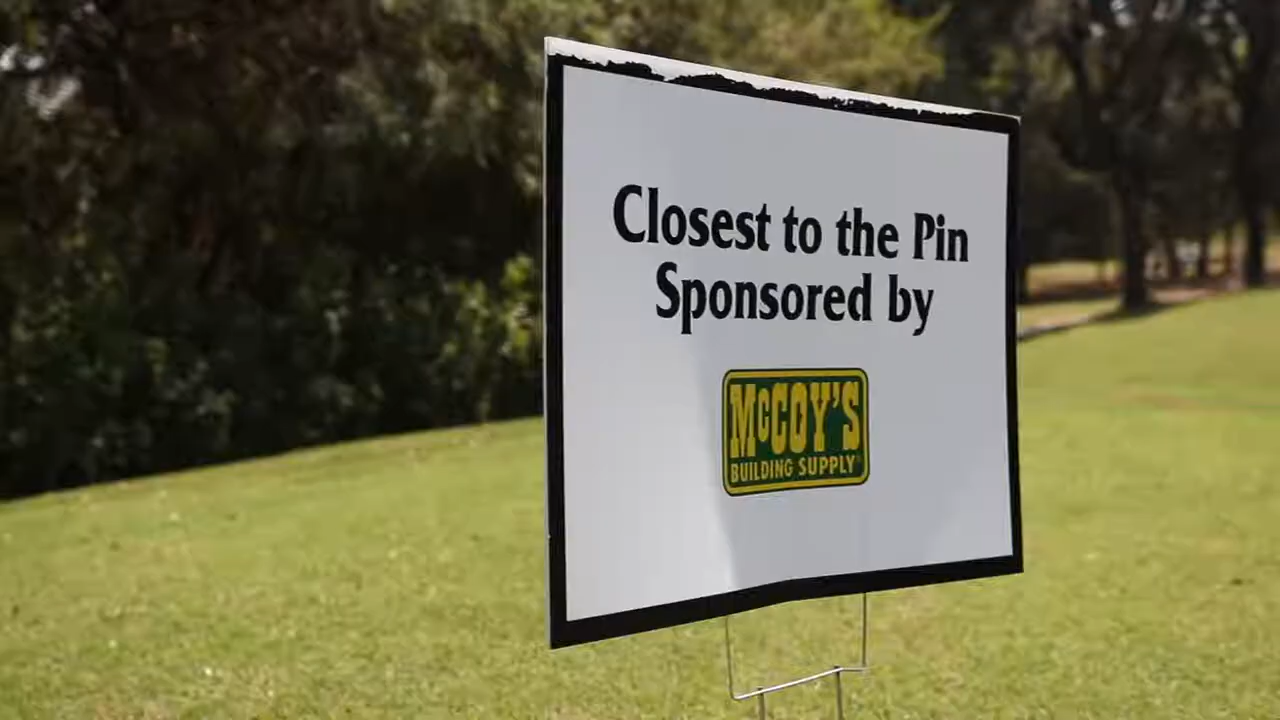 Closest to the Pin
Sponsored by
McCOY'S
BUILDING SUPPLY